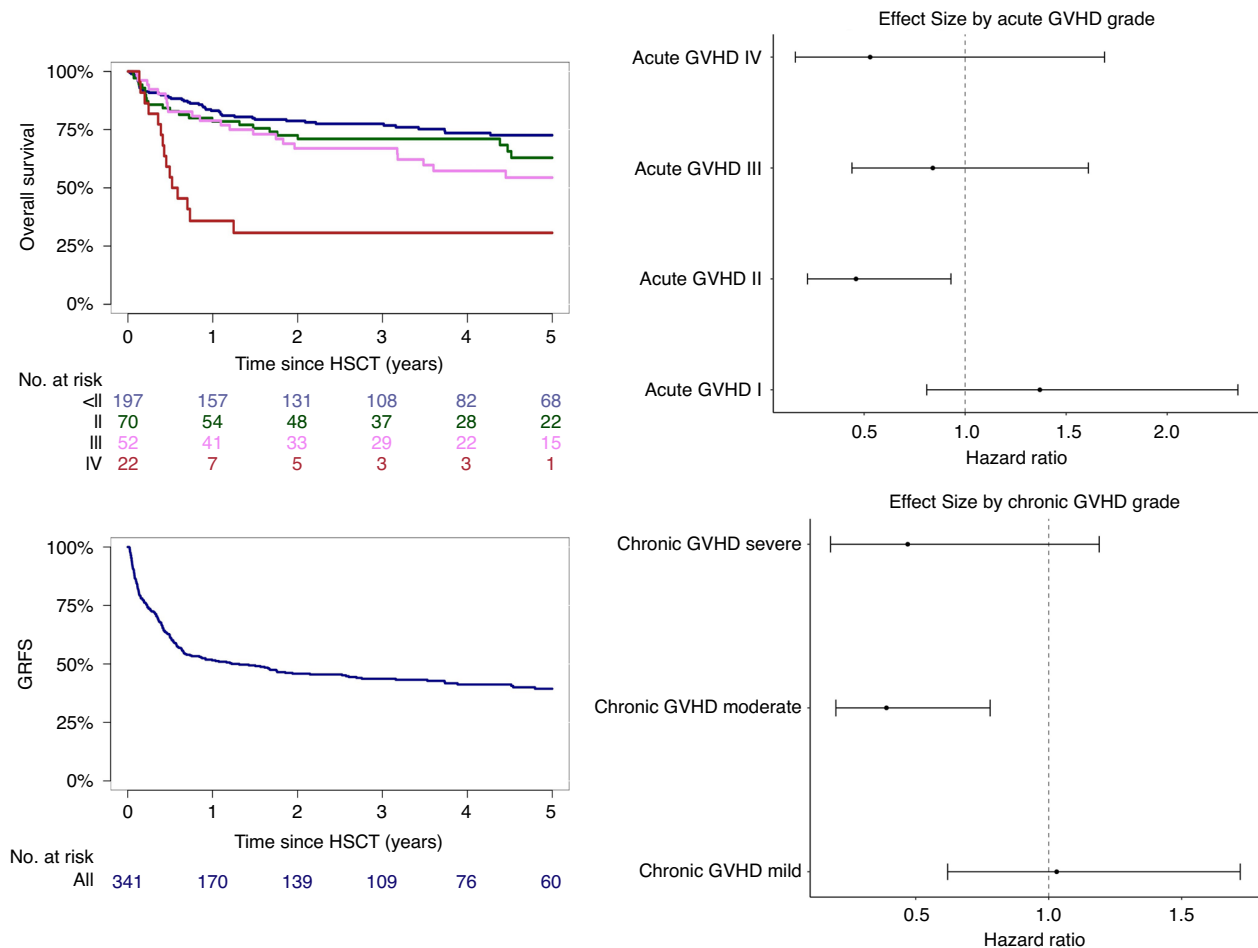 100%
75%
50%
25%
0%
Overall survival
0 1 2 3 4 5
Time since HSCT (years)
No. at risk
<II 197 157 131 108 82 68
II 70 54 48 37 28 22
III 52 41 33 29 22 15
IV 22 7 5 3 3 1
Effect Size by acute GVHD grade
Acute GVHD IV
Acute GVHD III
Acute GVHD II
Acute GVHD I
0.5 1.0 1.5 2.0
Hazard ratio
100%
75%
50%
25%
0%
GRFS
0 1 2 3 4 5
Time since HSCT (years)
No. at risk
All 341 170 139 109 76 60
Effect Size by chronic GVHD grade
Chronic GVHD severe
Chronic GVHD moderate
Chronic GVHD mild
0.5 1.0 1.5
Hazard ratio